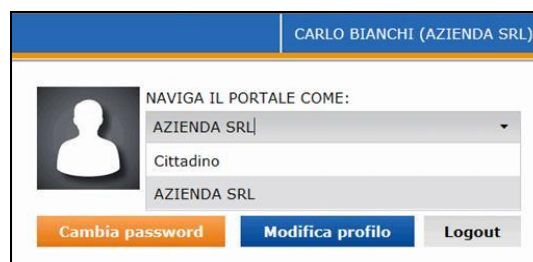 CARLO BIANCHI (AZIENDA SRL)
NAVIGA IL PORTALE COME:
AZIENDA SRL
Cittadino
AZIENDA SRL
Cambia password Modifica profilo Logout